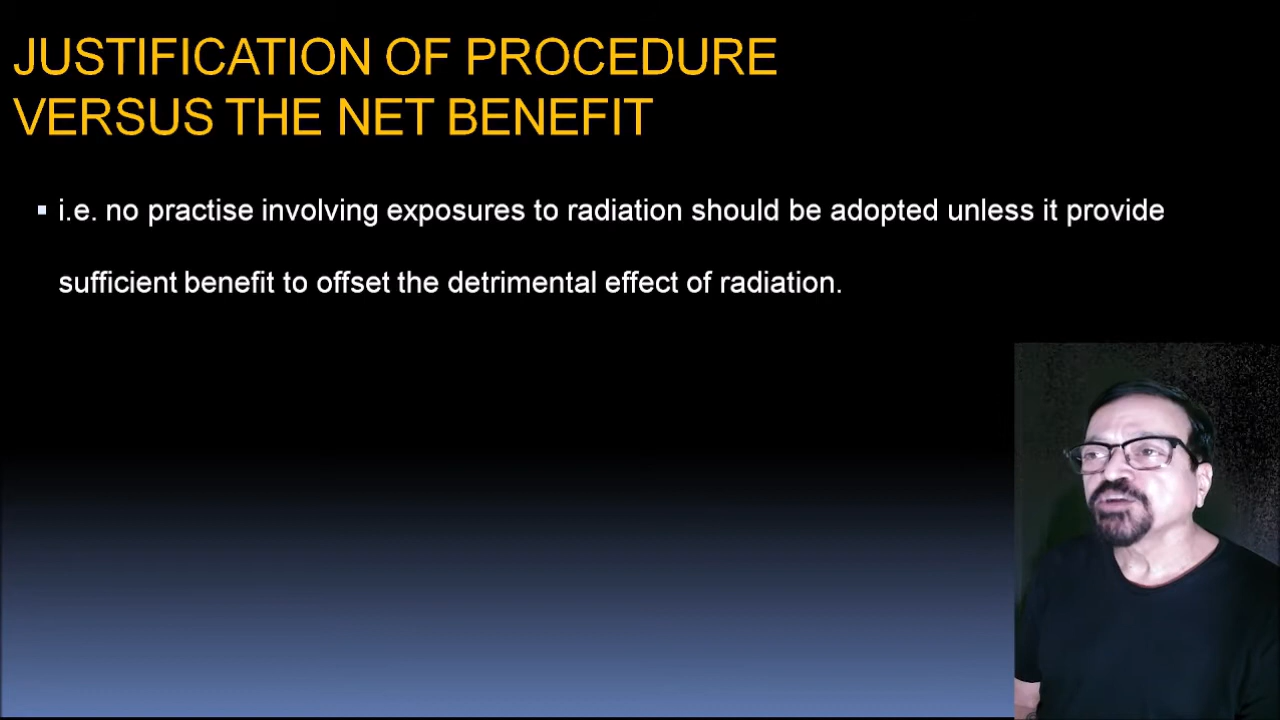 JUSTIFICATION OF PROCEDURE
VERSUS THE NET BENEFIT
i.e. no practise involving exposures to radiation should be adopted unless it provide
sufficient benefit to offset the detrimental effect of radiation.